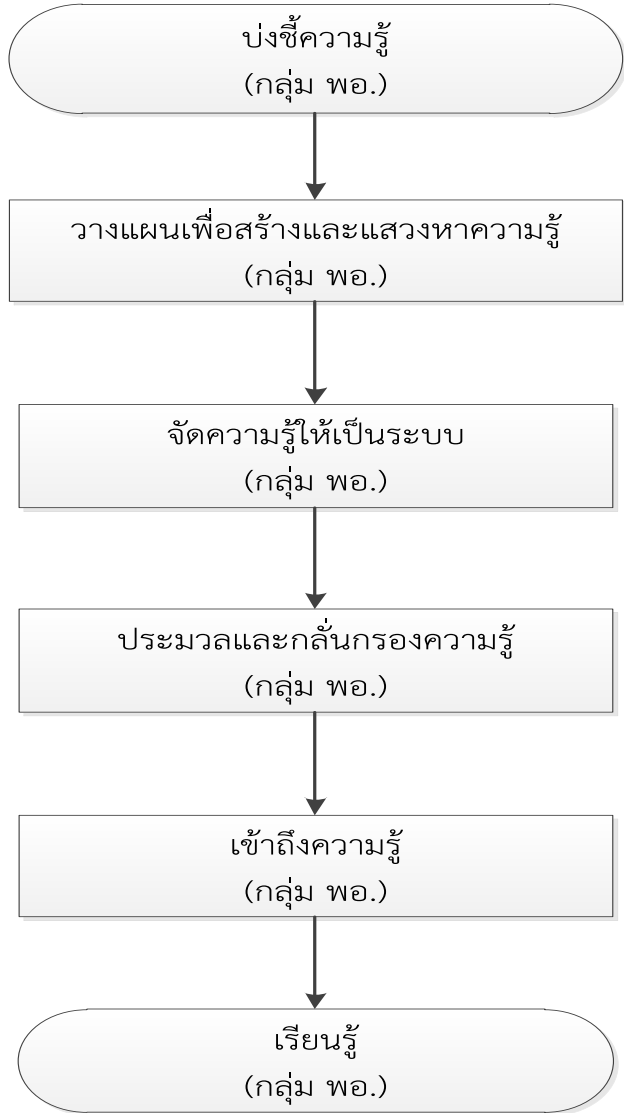 บ่งชี้ความรู้
(กลุ่ม พอ.)
วางแผนเพื่อสร้างและแสวงหาความรู้
(กลุ่ม พอ.)
จัดความรู้ให้เป็นระบบ
(กลุ่ม พอ.)
ประมวลและกลั่นกรองความรู้
(กลุ่ม พอ.)
เข้าถึงความรู้
(กลุ่ม พอ.)
เรียนรู้
(กลุ่ม พอ.)